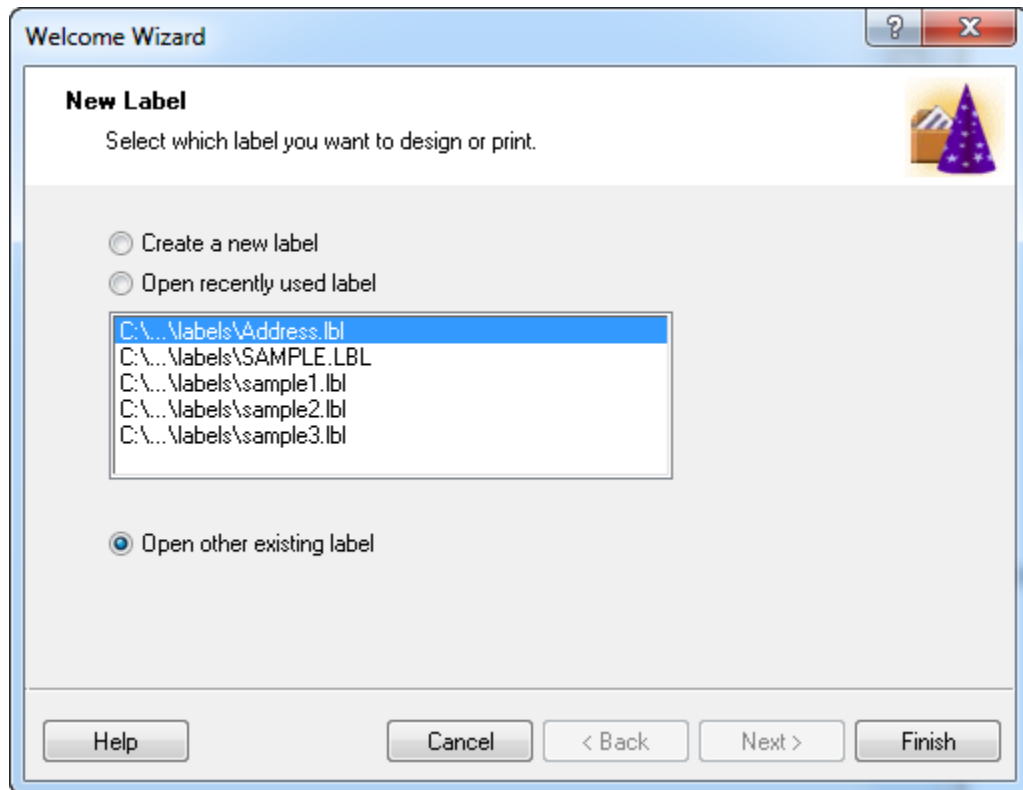 Welcome Wizard
?
X
New Label
Select which label you want to design or print.
Create a new label
Open recently used label
C:\...\labels\Address.lbl
C:\...\labels\SAMPLE.LBL
C:\...\labels\sample1.lbl
C:\...\labels\sample2.lbl
C:\...\labels\sample3.lbl
Open other existing label
Help
Cancel
< Back
Next >
Finish